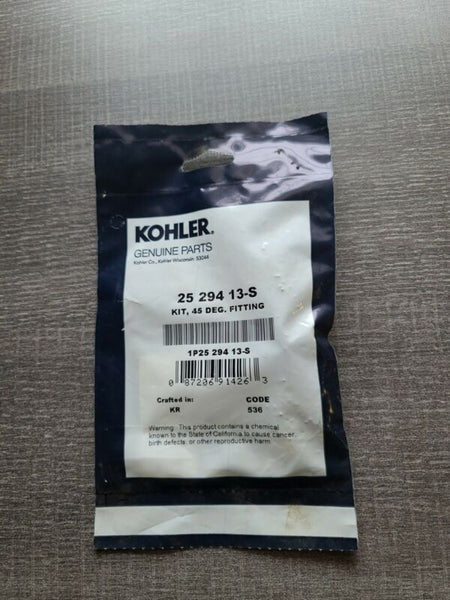 KOHLER®
GENUINE PARTS
Kohler Co., Kohler Wisconsin 53044
25 294 13-S
KIT, 45 DEG. FITTING
1P25 294 13-S
0 87206 91426 3
Crafted in: CODE
KR 536
Warning: This product contains a chemical
known to the State of California to cause cancer,
birth defects, or other reproductive harm.